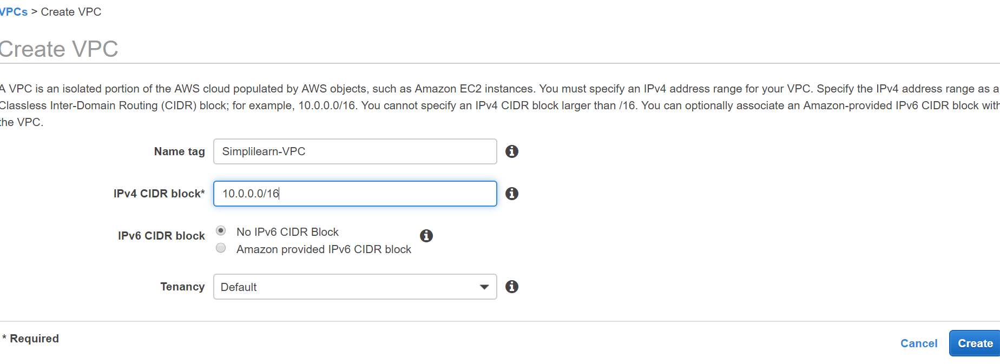 VPCs > Create VPC
Create VPC
A VPC is an isolated portion of the AWS cloud populated by AWS objects, such as Amazon EC2 instances. You must specify an IPv4 address range for your VPC. Specify the IPv4 address range as a
Classless Inter-Domain Routing (CIDR) block; for example, 10.0.0.0/16. You cannot specify an IPv4 CIDR block larger than /16. You can optionally associate an Amazon-provided IPv6 CIDR block with
the VPC.
Name tag Simplilearn-VPC
IPv4 CIDR block* 10.0.0.0/16
IPv6 CIDR block No IPv6 CIDR Block
Amazon provided IPv6 CIDR block
Tenancy Default
* Required
Cancel Create